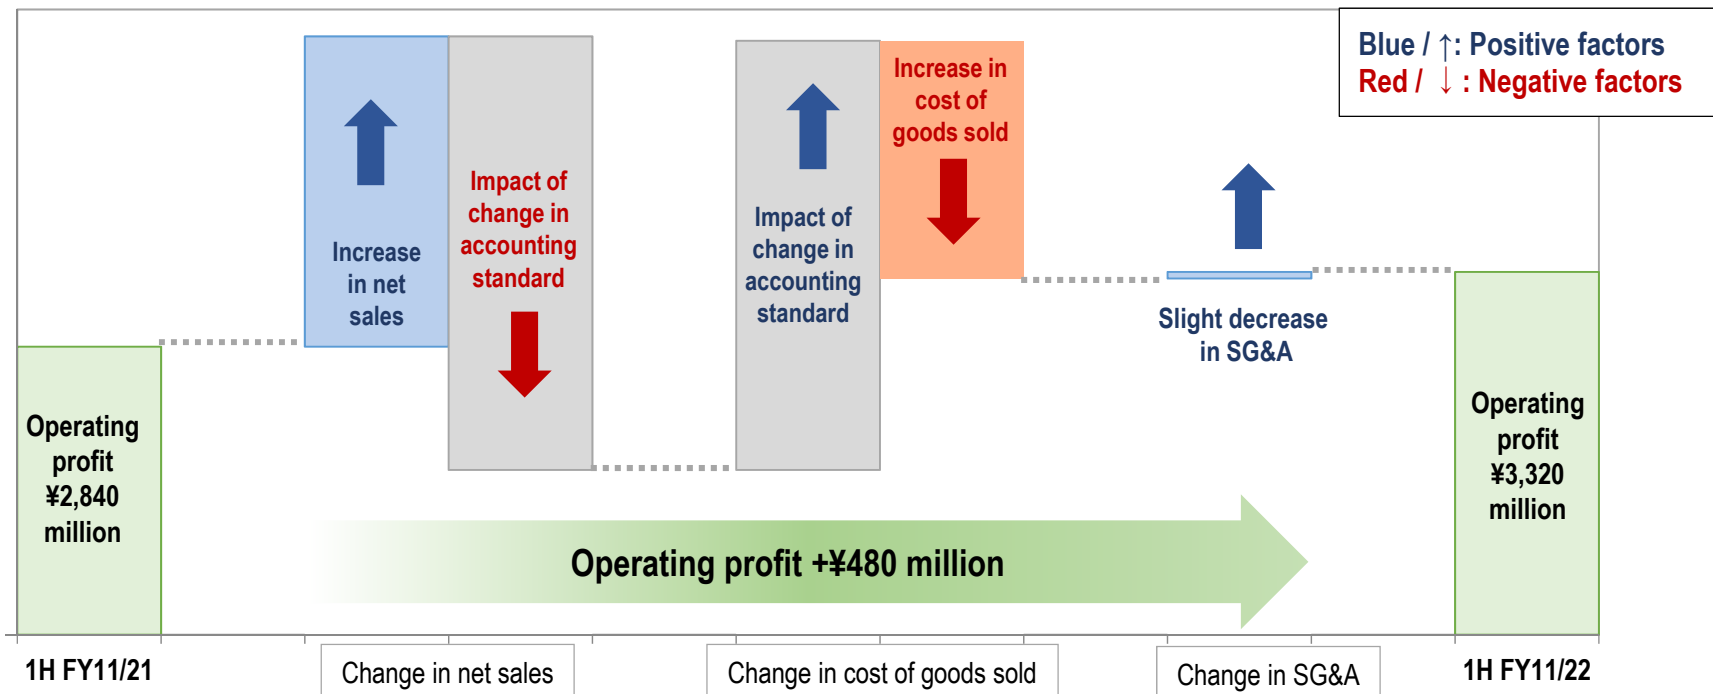 Blue / ↑: Positive factors
Red / ↓ : Negative factors
Increase
in net
sales
Impact of
change in
accounting
standard
Impact of
change in
accounting
standard
Increase in
cost of
goods sold
Slight decrease
in SG&A
Operating
profit
¥2,840
million
Operating
profit
¥3,320
million
Operating profit +¥480 million
1H FY11/21
Change in net sales
Change in cost of goods sold
Change in SG&A
1H FY11/22